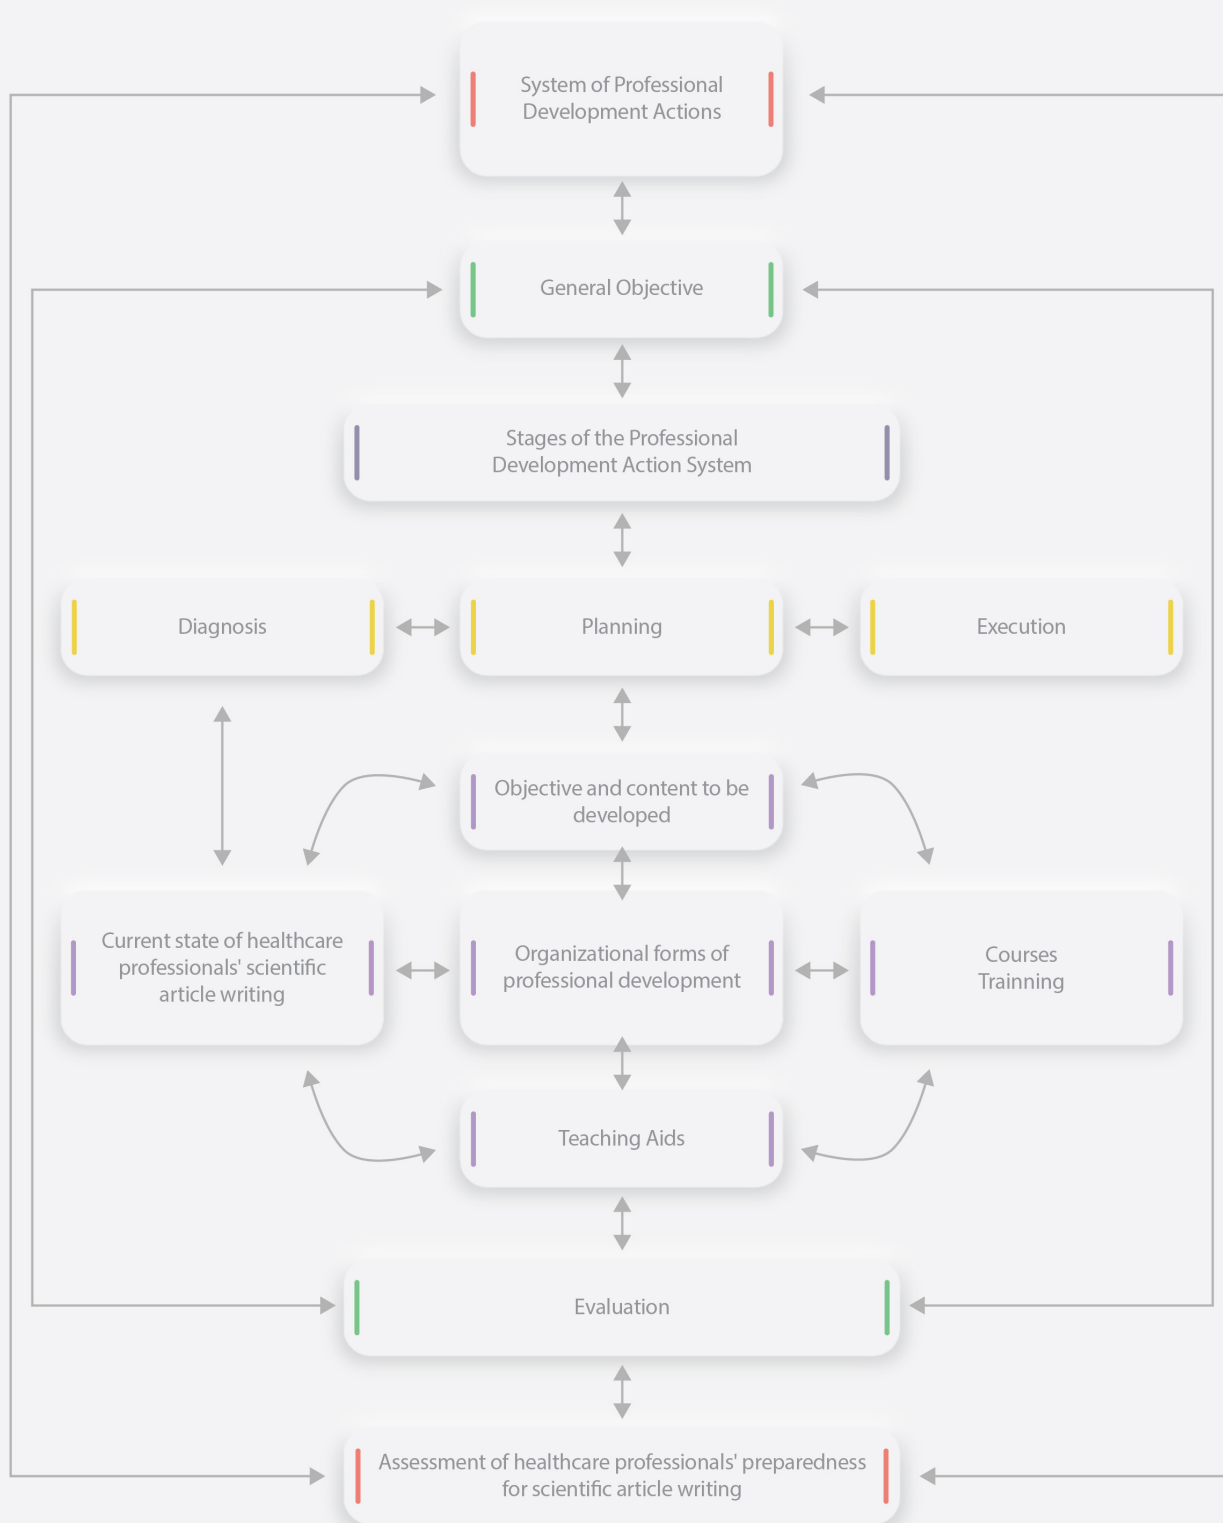 System of Professional
Development Actions
General Objective
Stages of the Professional
Development Action System
Diagnosis
Planning
Execution
Objective and content to be
developed
Current state of healthcare
professionals' scientific
article writing
Organizational forms of
professional development
Courses
Trainning
Teaching Aids
Evaluation
Assessment of healthcare professionals' preparedness
for scientific article writing